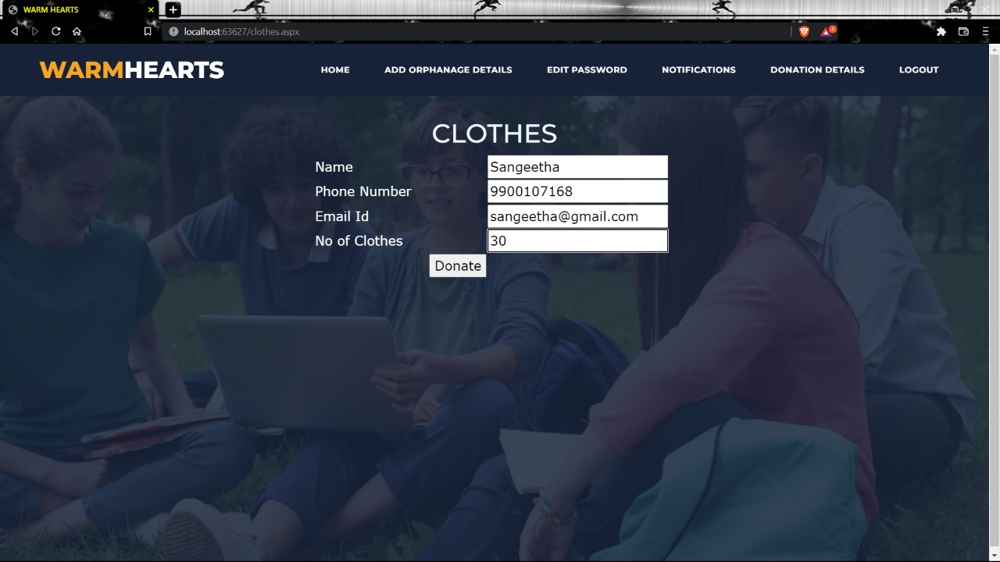 WARM HEARTS
localhost:63627/clothes.aspx
4
WARMHEARTS
HOME ADD ORPHANAGE DETAILS EDIT PASSWORD NOTIFICATIONS DONATION DETAILS LOGOUT
CLOTHES
Name Sangeetha
Phone Number 9900107168
Email Id sangeetha@gmail.com
No of Clothes 30
Donate